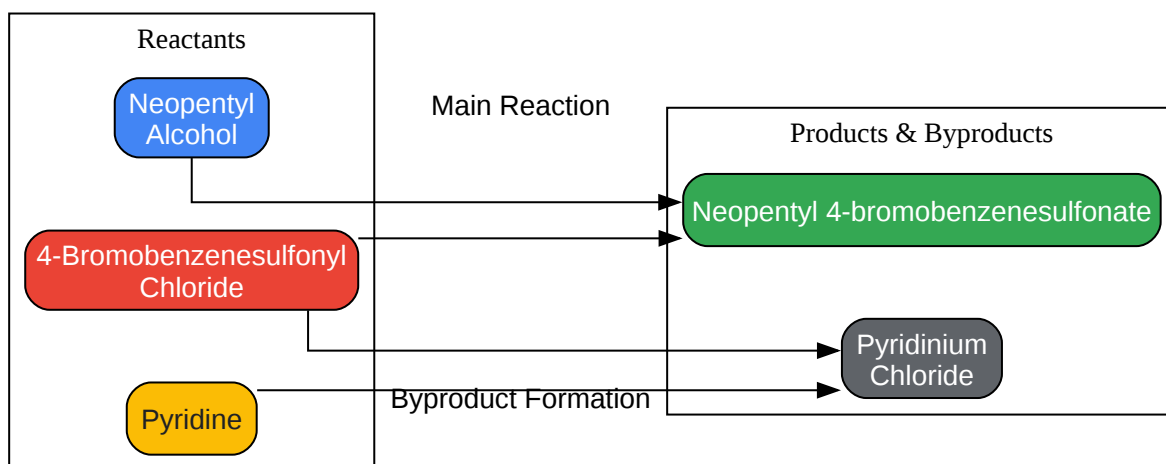 Reactants
Neopentyl
Alcohol
4-Bromobenzenesulfonyl
Chloride
Pyridine
Main Reaction
Byproduct Formation
Products & Byproducts
Neopentyl 4-bromobenzenesulfonate
Pyridinium
Chloride